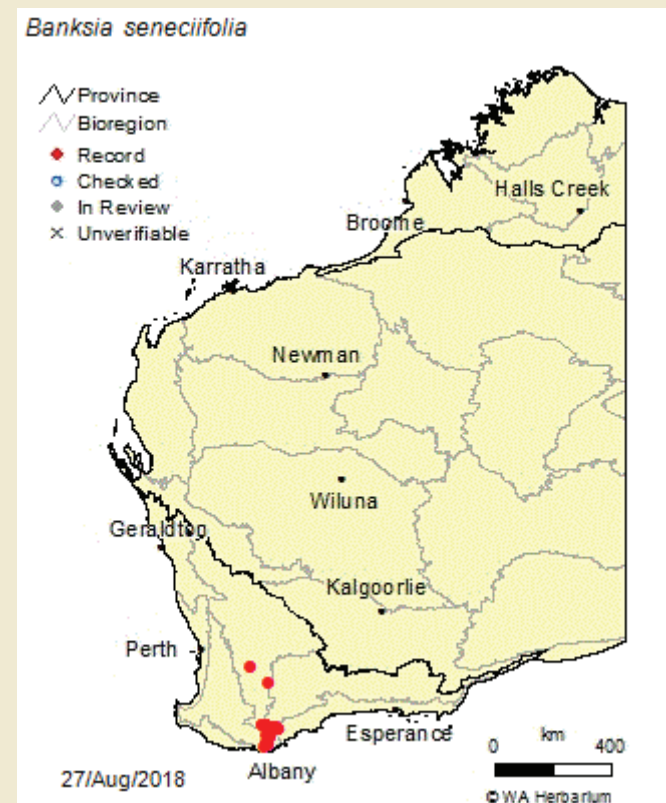 Banksia seneciifolia
Province
Bioregion
Record
Checked
In Review
Unverifiable
Halls Creek
Broome
Karratha
Newman
Wiluna
Geraldton
Kalgoorlie
Perth
Esperance
0 km 400
27/Aug/2018
Albany
© WA Herbarium